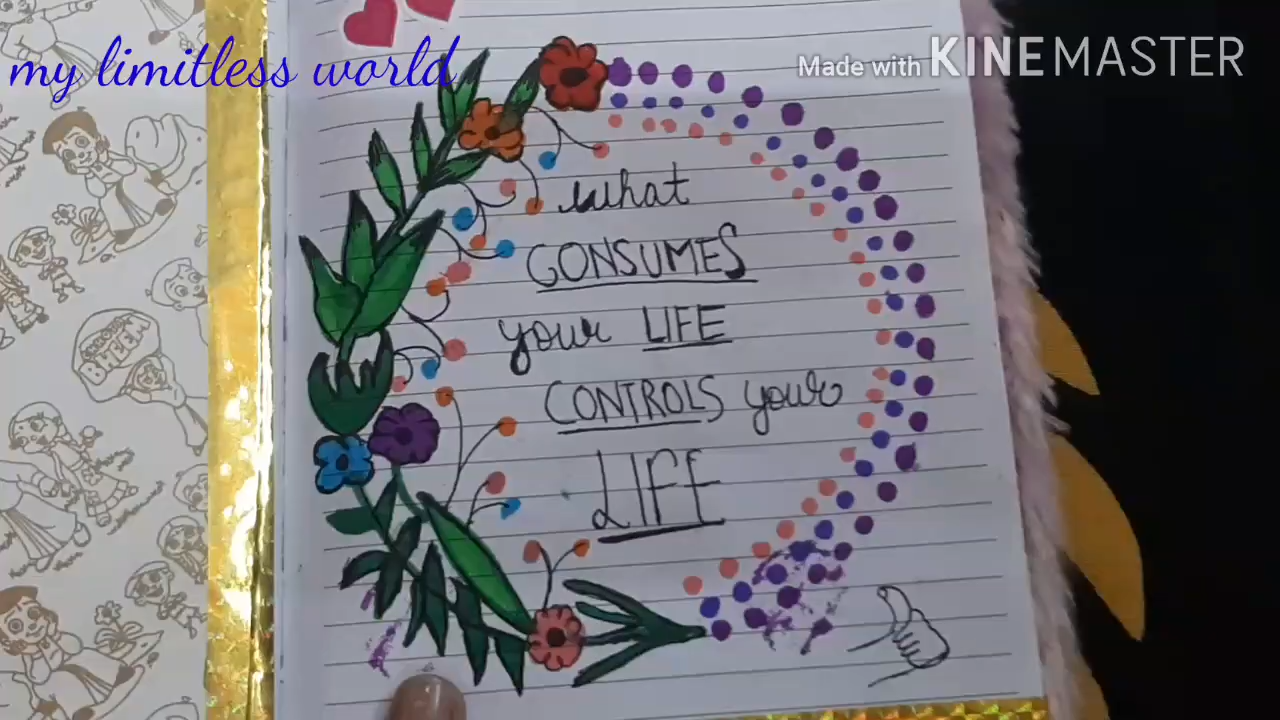 my limitless world
Made with KINEMASTER
what
CONSUMES
your LIFE
CONTROLS your
LIFE